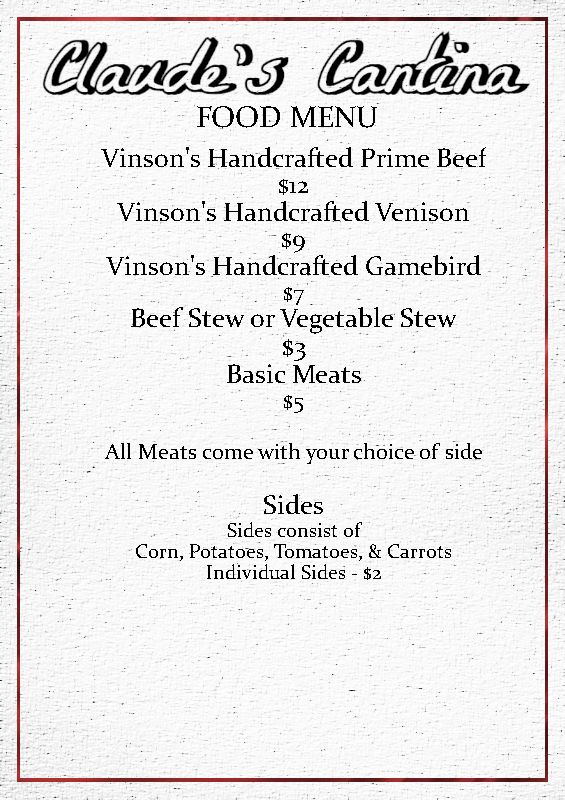 Claude's Cantina
FOOD MENU
Vinson's Handcrafted Prime Beef
$12
Vinson's Handcrafted Venison
$9
Vinson's Handcrafted Gamebird
$7
Beef Stew or Vegetable Stew
$3
Basic Meats
$5
All Meats come with your choice of side
Sides
Sides consist of
Corn, Potatoes, Tomatoes, & Carrots
Individual Sides - $2